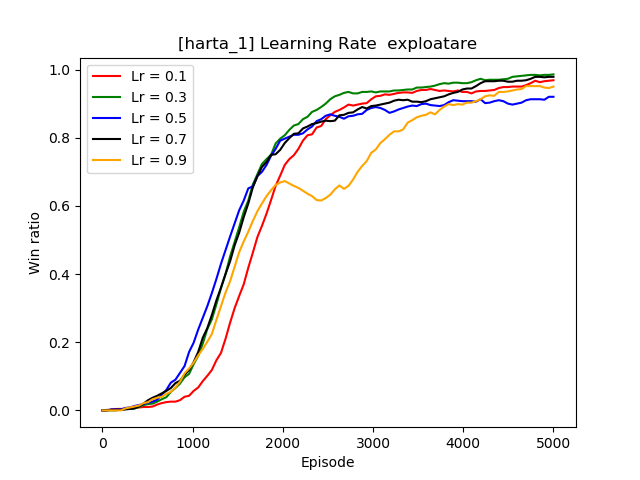 [harta_1] Learning Rate  exploatare
Lr = 0.1
Lr = 0.3
Lr = 0.5
Lr = 0.7
Lr = 0.9
Win ratio
1.0
0.8
0.6
0.4
0.2
0.0
0 1000 2000 3000 4000 5000
Episode